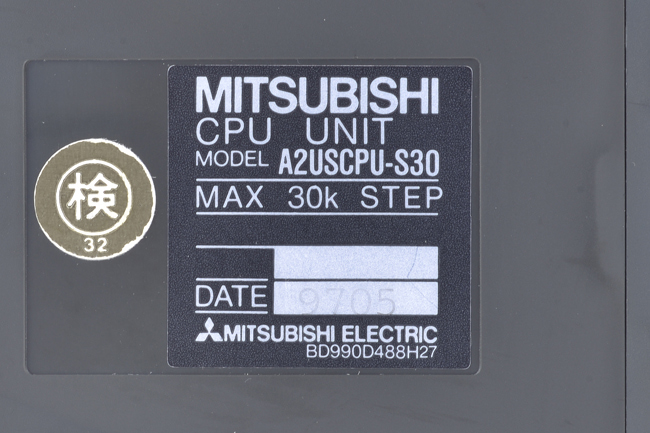 MITSUBISHI
CPU UNIT
MODEL A2USCPU-S30
MAX 30k STEP
DATE 9705
MITSUBISHI ELECTRIC
BD990D488H27
検
32